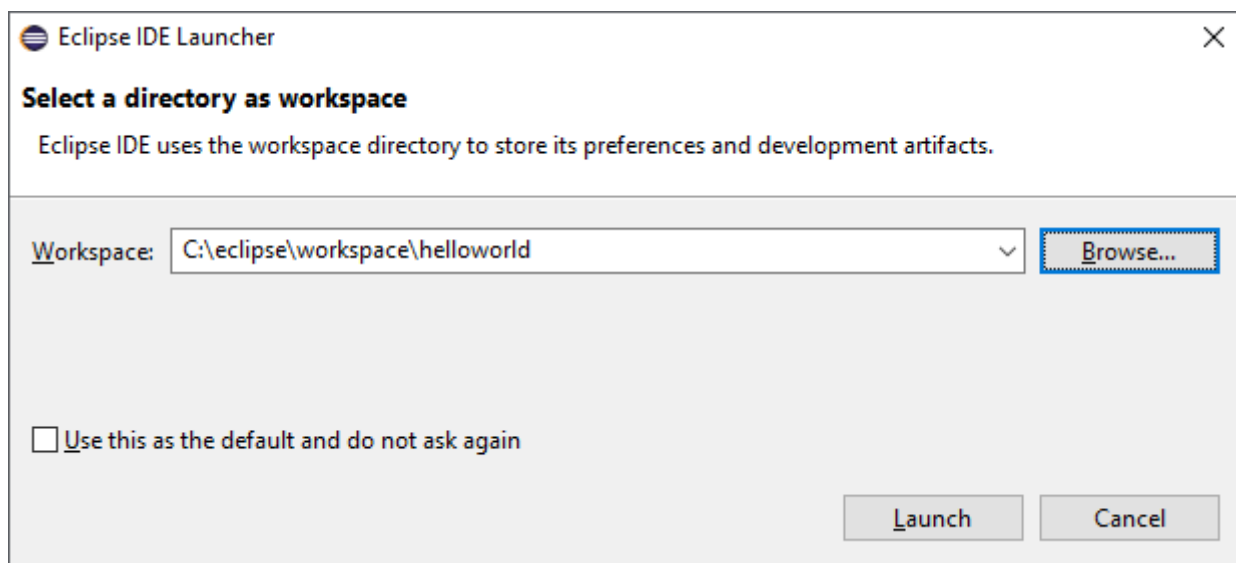 Eclipse IDE Launcher
Select a directory as workspace
Eclipse IDE uses the workspace directory to store its preferences and development artifacts.
Workspace: C:\eclipse\workspace\helloworld Browse...
Use this as the default and do not ask again
Launch Cancel